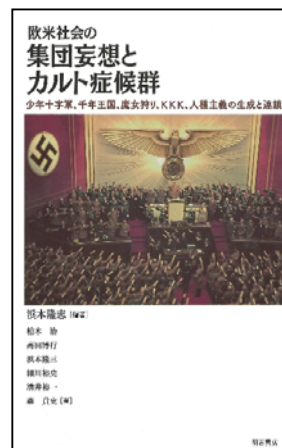 欧米社会の
集団妄想と
カルト症候群
少年十字軍、千年王国、魔女狩り、KKK、人種主義の生成と連鎖
浜本隆志[編著]
柏木 治
高田博行
浜本隆三
細川裕史
溝井裕一
森 貴史[著]
明石書店